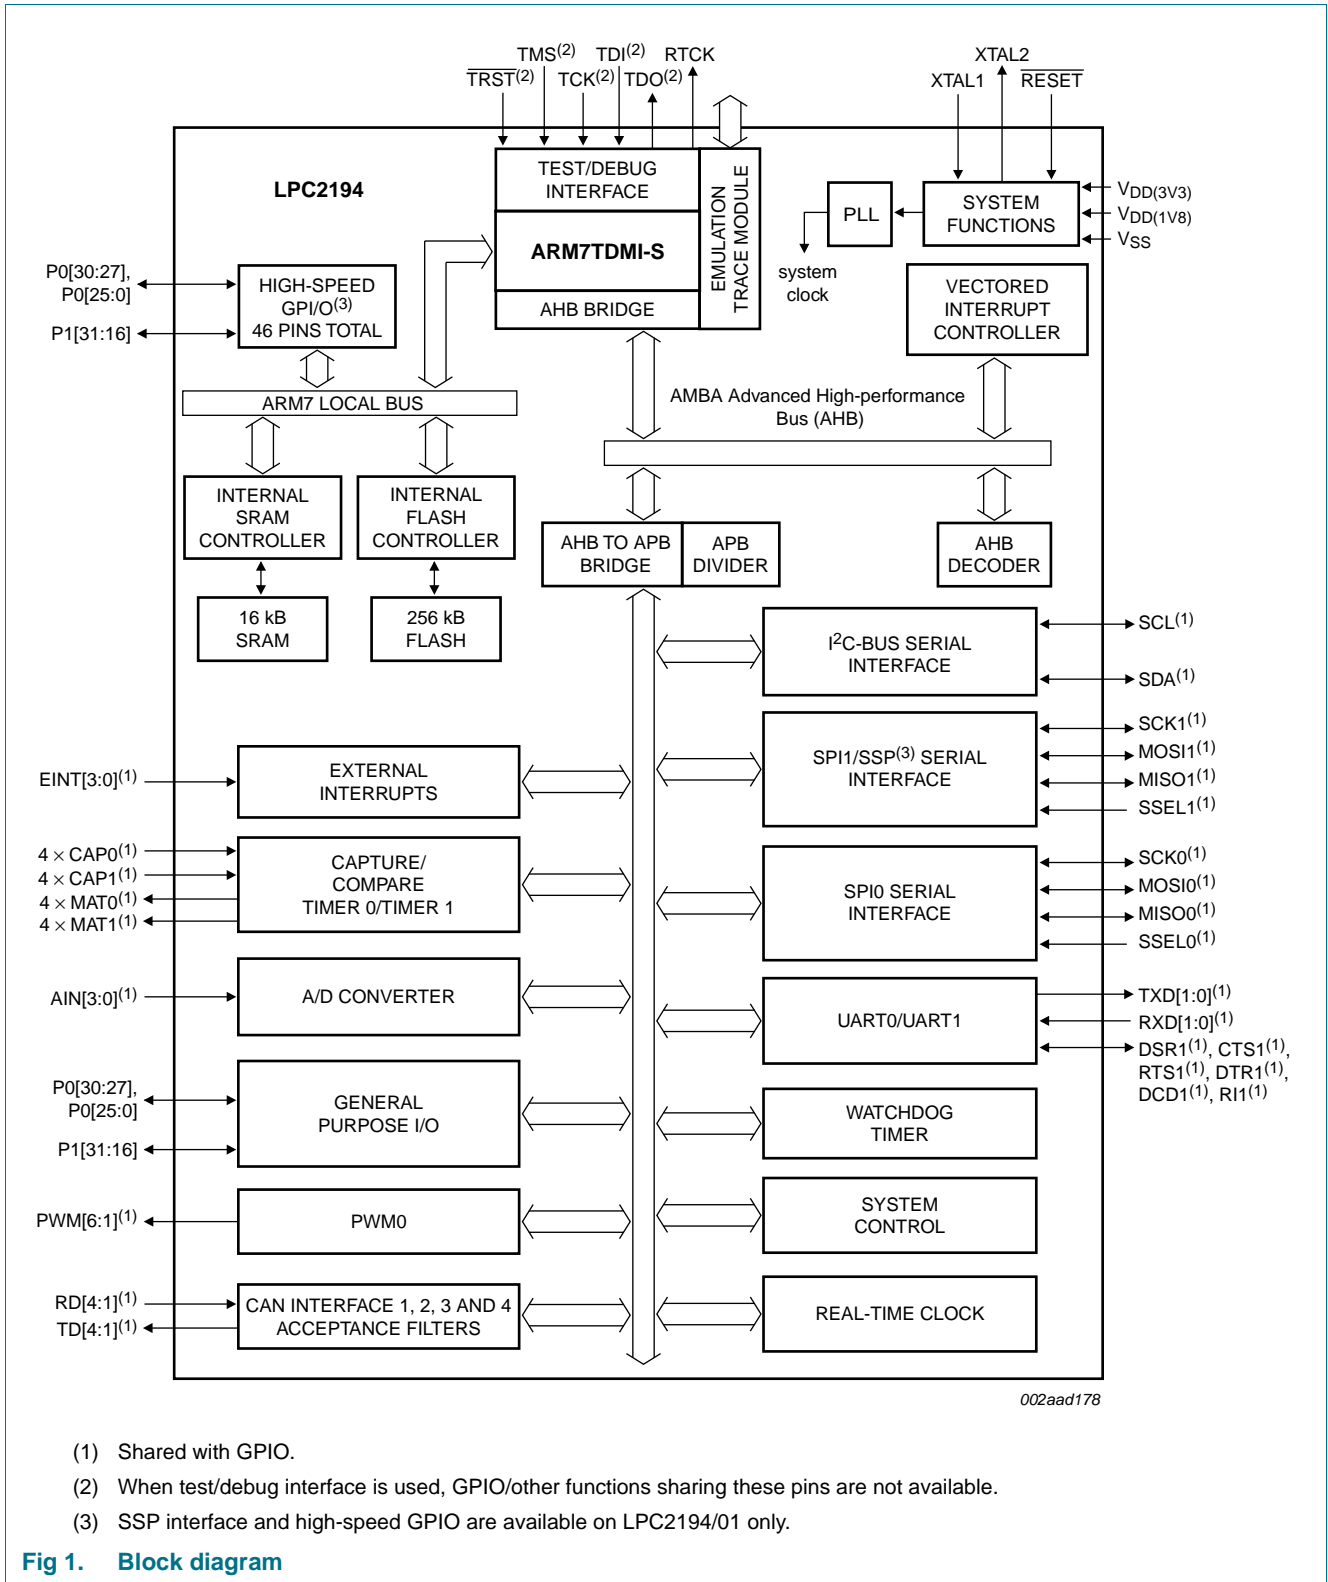 TMS(2) TDI(2) RTCK
TRST(2) TCK(2) TDO(2)
XTAL2
XTAL1 RESET
LPC2194
TEST/DEBUG
INTERFACE
ARM7TDMI-S
AHB BRIDGE
EMULATION
TRACE MODULE
PLL
SYSTEM
FUNCTIONS
VDD(3V3)
VDD(1V8)
VSS
system
clock
P0[30:27],
P0[25:0]
P1[31:16]
HIGH-SPEED
GPI/O(3)
46 PINS TOTAL
VECTORED
INTERRUPT
CONTROLLER
ARM7 LOCAL BUS
AMBA Advanced High-performance
Bus (AHB)
INTERNAL
SRAM
CONTROLLER
INTERNAL
FLASH
CONTROLLER
16 kB
SRAM
256 kB
FLASH
AHB TO APB
BRIDGE
APB
DIVIDER
AHB
DECODER
I2C-BUS SERIAL
INTERFACE
SCL(1)
SDA(1)
SPI1/SSP(3) SERIAL
INTERFACE
SCK1(1)
MOSI1(1)
MISO1(1)
SSEL1(1)
EINT[3:0](1)
EXTERNAL
INTERRUPTS
4 × CAP0(1)
4 × CAP1(1)
4 × MAT0(1)
4 × MAT1(1)
CAPTURE/
COMPARE
TIMER 0/TIMER 1
SPI0 SERIAL
INTERFACE
SCK0(1)
MOSI0(1)
MISO0(1)
SSEL0(1)
AIN[3:0](1)
A/D CONVERTER
UART0/UART1
TXD[1:0](1)
RXD[1:0](1)
DSR1(1), CTS1(1),
RTS1(1), DTR1(1),
DCD1(1), RI1(1)
P0[30:27],
P0[25:0]
P1[31:16]
GENERAL
PURPOSE I/O
WATCHDOG
TIMER
PWM[6:1](1)
PWM0
SYSTEM
CONTROL
RD[4:1](1)
TD[4:1](1)
CAN INTERFACE 1, 2, 3 AND 4
ACCEPTANCE FILTERS
REAL-TIME CLOCK
002aad178
(1) Shared with GPIO.
(2) When test/debug interface is used, GPIO/other functions sharing these pins are not available.
(3) SSP interface and high-speed GPIO are available on LPC2194/01 only.
Fig 1. Block diagram